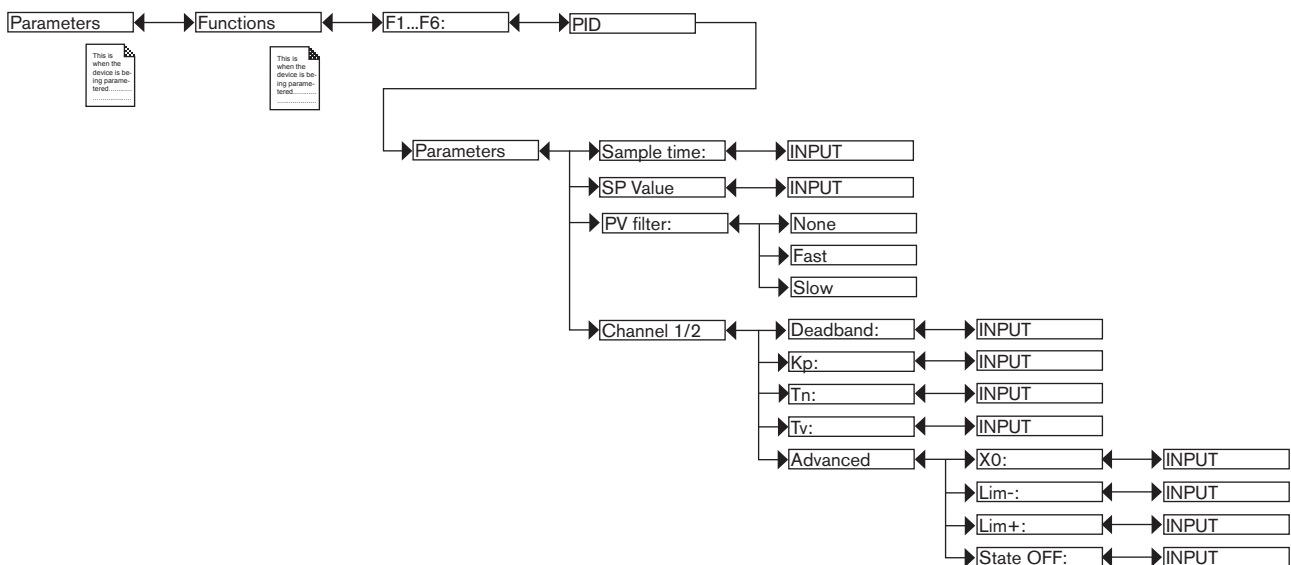 Parameters Functions F1...F6: PID
This is
when the
device is be-
ing parame-
tered............
......................
This is
when the
device is be-
ing parame-
tered............
......................
Parameters Sample time: INPUT
SP Value INPUT
PV filter: None
Fast
Slow
Channel 1/2 Deadband: INPUT
Kp: INPUT
Tn: INPUT
Tv: INPUT
Advanced X0: INPUT
Lim-: INPUT
Lim+: INPUT
State OFF: INPUT